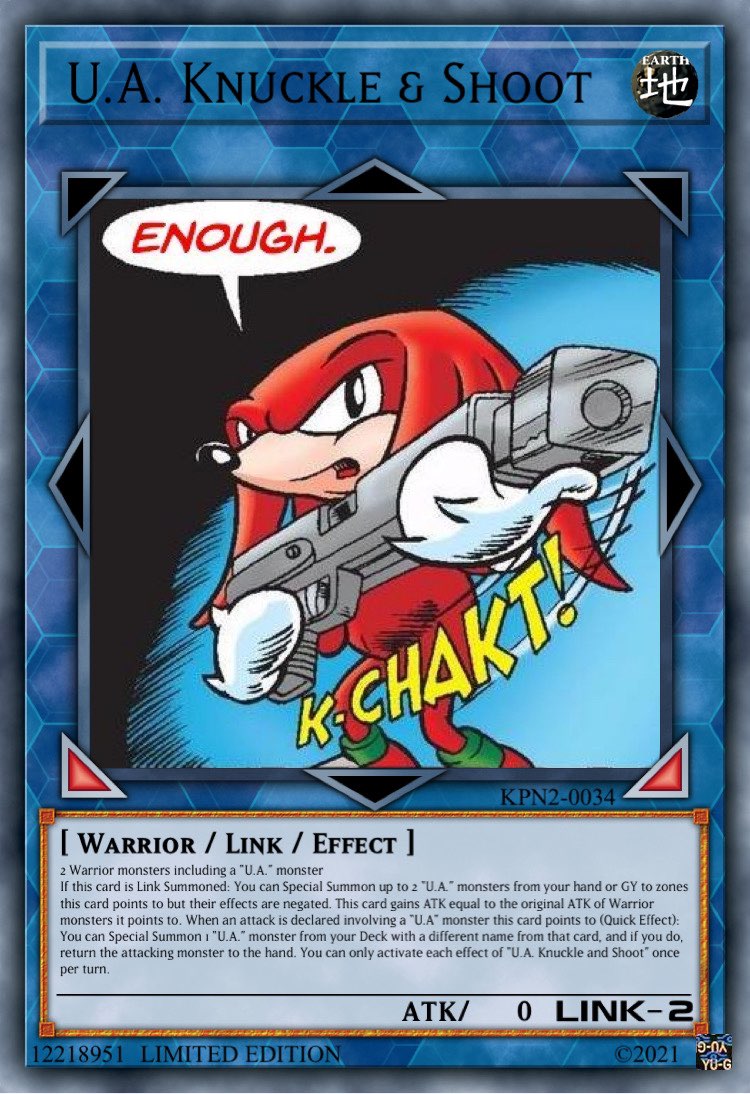 U.A. Knuckle & Shoot
EARTH
地
ENOUGH.
K-CHAKT!
KPN2-0034
[ Warrior / Link / Effect ]
2 Warrior monsters including a "U.A." monster
If this card is Link Summoned: You can Special Summon up to 2 "U.A." monsters from your hand or GY to zones
this card points to but their effects are negated. This card gains ATK equal to the original ATK of Warrior
monsters it points to. When an attack is declared involving a "U.A" monster this card points to (Quick Effect):
You can Special Summon 1 "U.A." monster from your Deck with a different name from that card, and if you do,
return the attacking monster to the hand. You can only activate each effect of "U.A. Knuckle and Shoot" once
per turn.
ATK/ 0 LINK-2
12218951 LIMITED EDITION ©2021